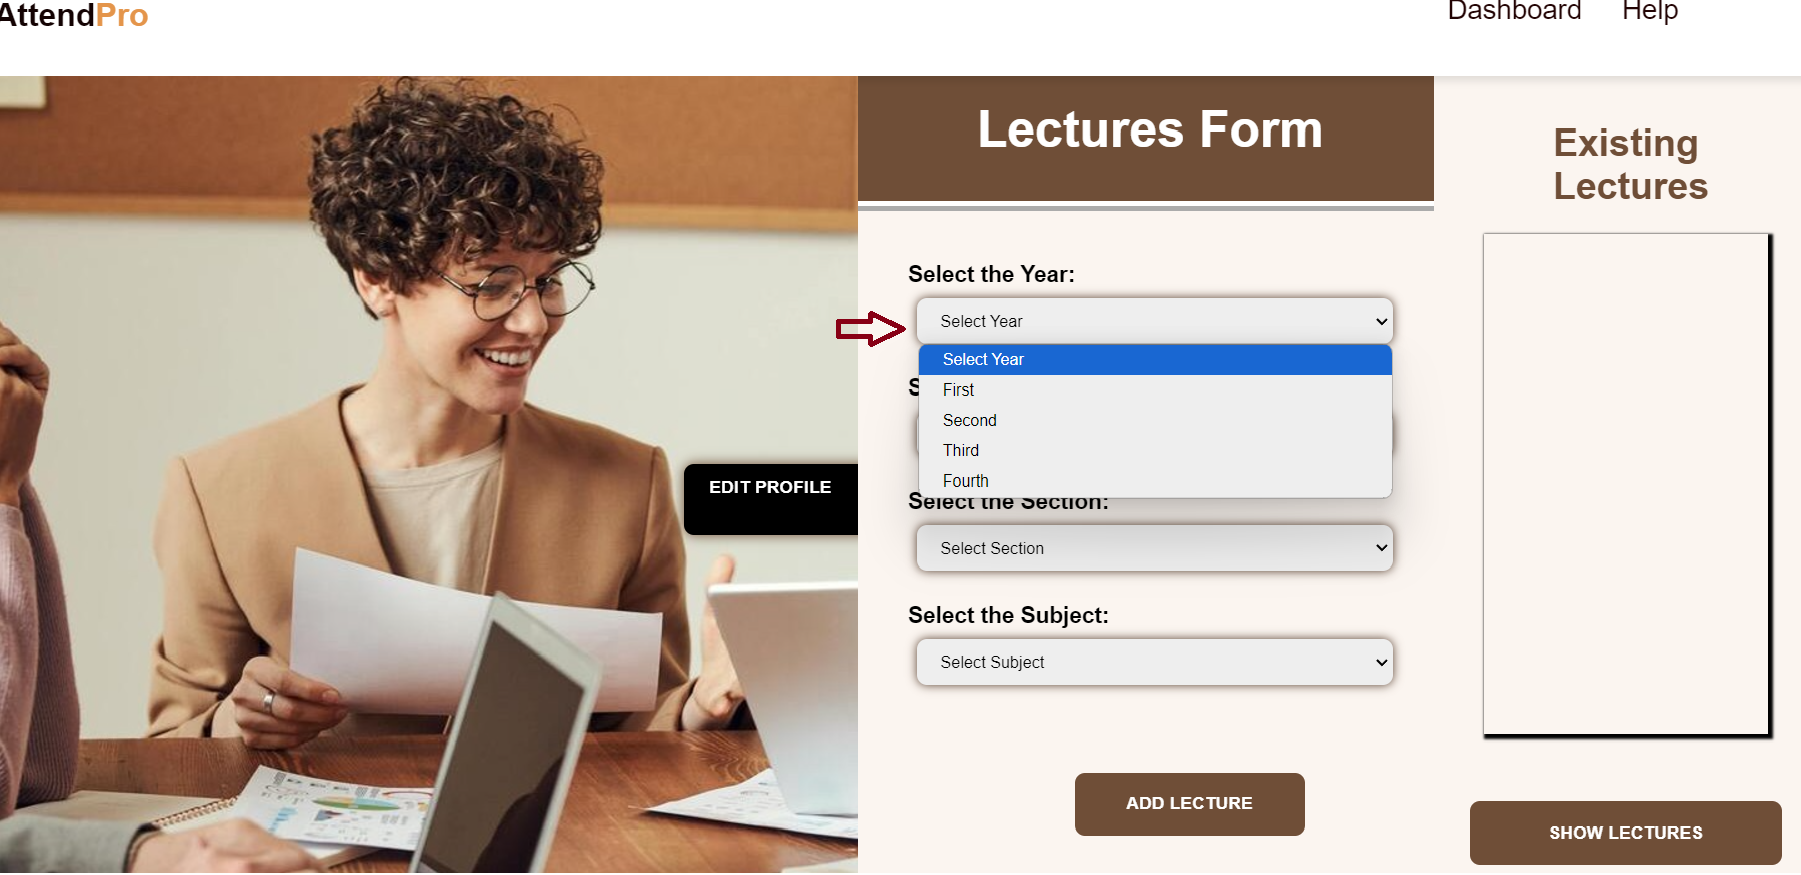 AttendPro
Dashboard Help
Lectures Form
Existing
Lectures
Select the Year:
Select Year
Select Year
First
Second
Third
Fourth
EDIT PROFILE
Select the Section:
Select Section
Select the Subject:
Select Subject
ADD LECTURE
SHOW LECTURES